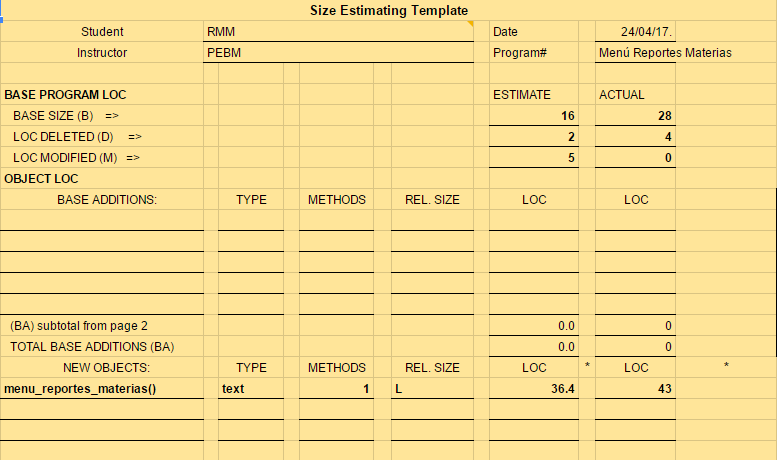 Size Estimating Template
Student RMM Date 24/04/17.
Instructor PEBM Program# Menú Reportes Materias
BASE PROGRAM LOC ESTIMATE ACTUAL
BASE SIZE (B) => 16 28
LOC DELETED (D) => 2 4
LOC MODIFIED (M) => 5 0
OBJECT LOC
BASE ADDITIONS: TYPE METHODS REL. SIZE LOC LOC
(BA) subtotal from page 2 0.0 0
TOTAL BASE ADDITIONS (BA) 0.0 0
NEW OBJECTS: TYPE METHODS REL. SIZE LOC * LOC *
menu_reportes_materias() text 1 L 36.4 43